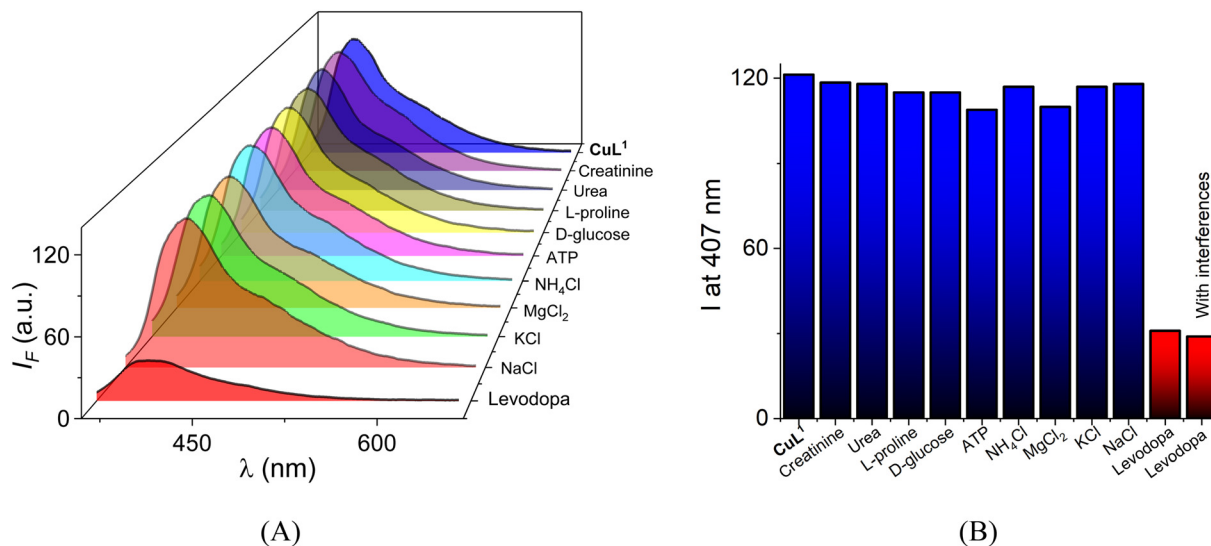 CuL¹
Creatinine
Urea
L-proline
D-glucose
ATP
NH₄Cl
MgCl₂
KCl
NaCl
Levodopa
120
60
0
I_F (a.u.)
450
600
λ (nm)
(A)
120
60
0
I at 407 nm
With interferences
CuL¹
Creatinine
Urea
L-proline
D-glucose
ATP
NH₄Cl
MgCl₂
KCl
NaCl
Levodopa
Levodopa
(B)